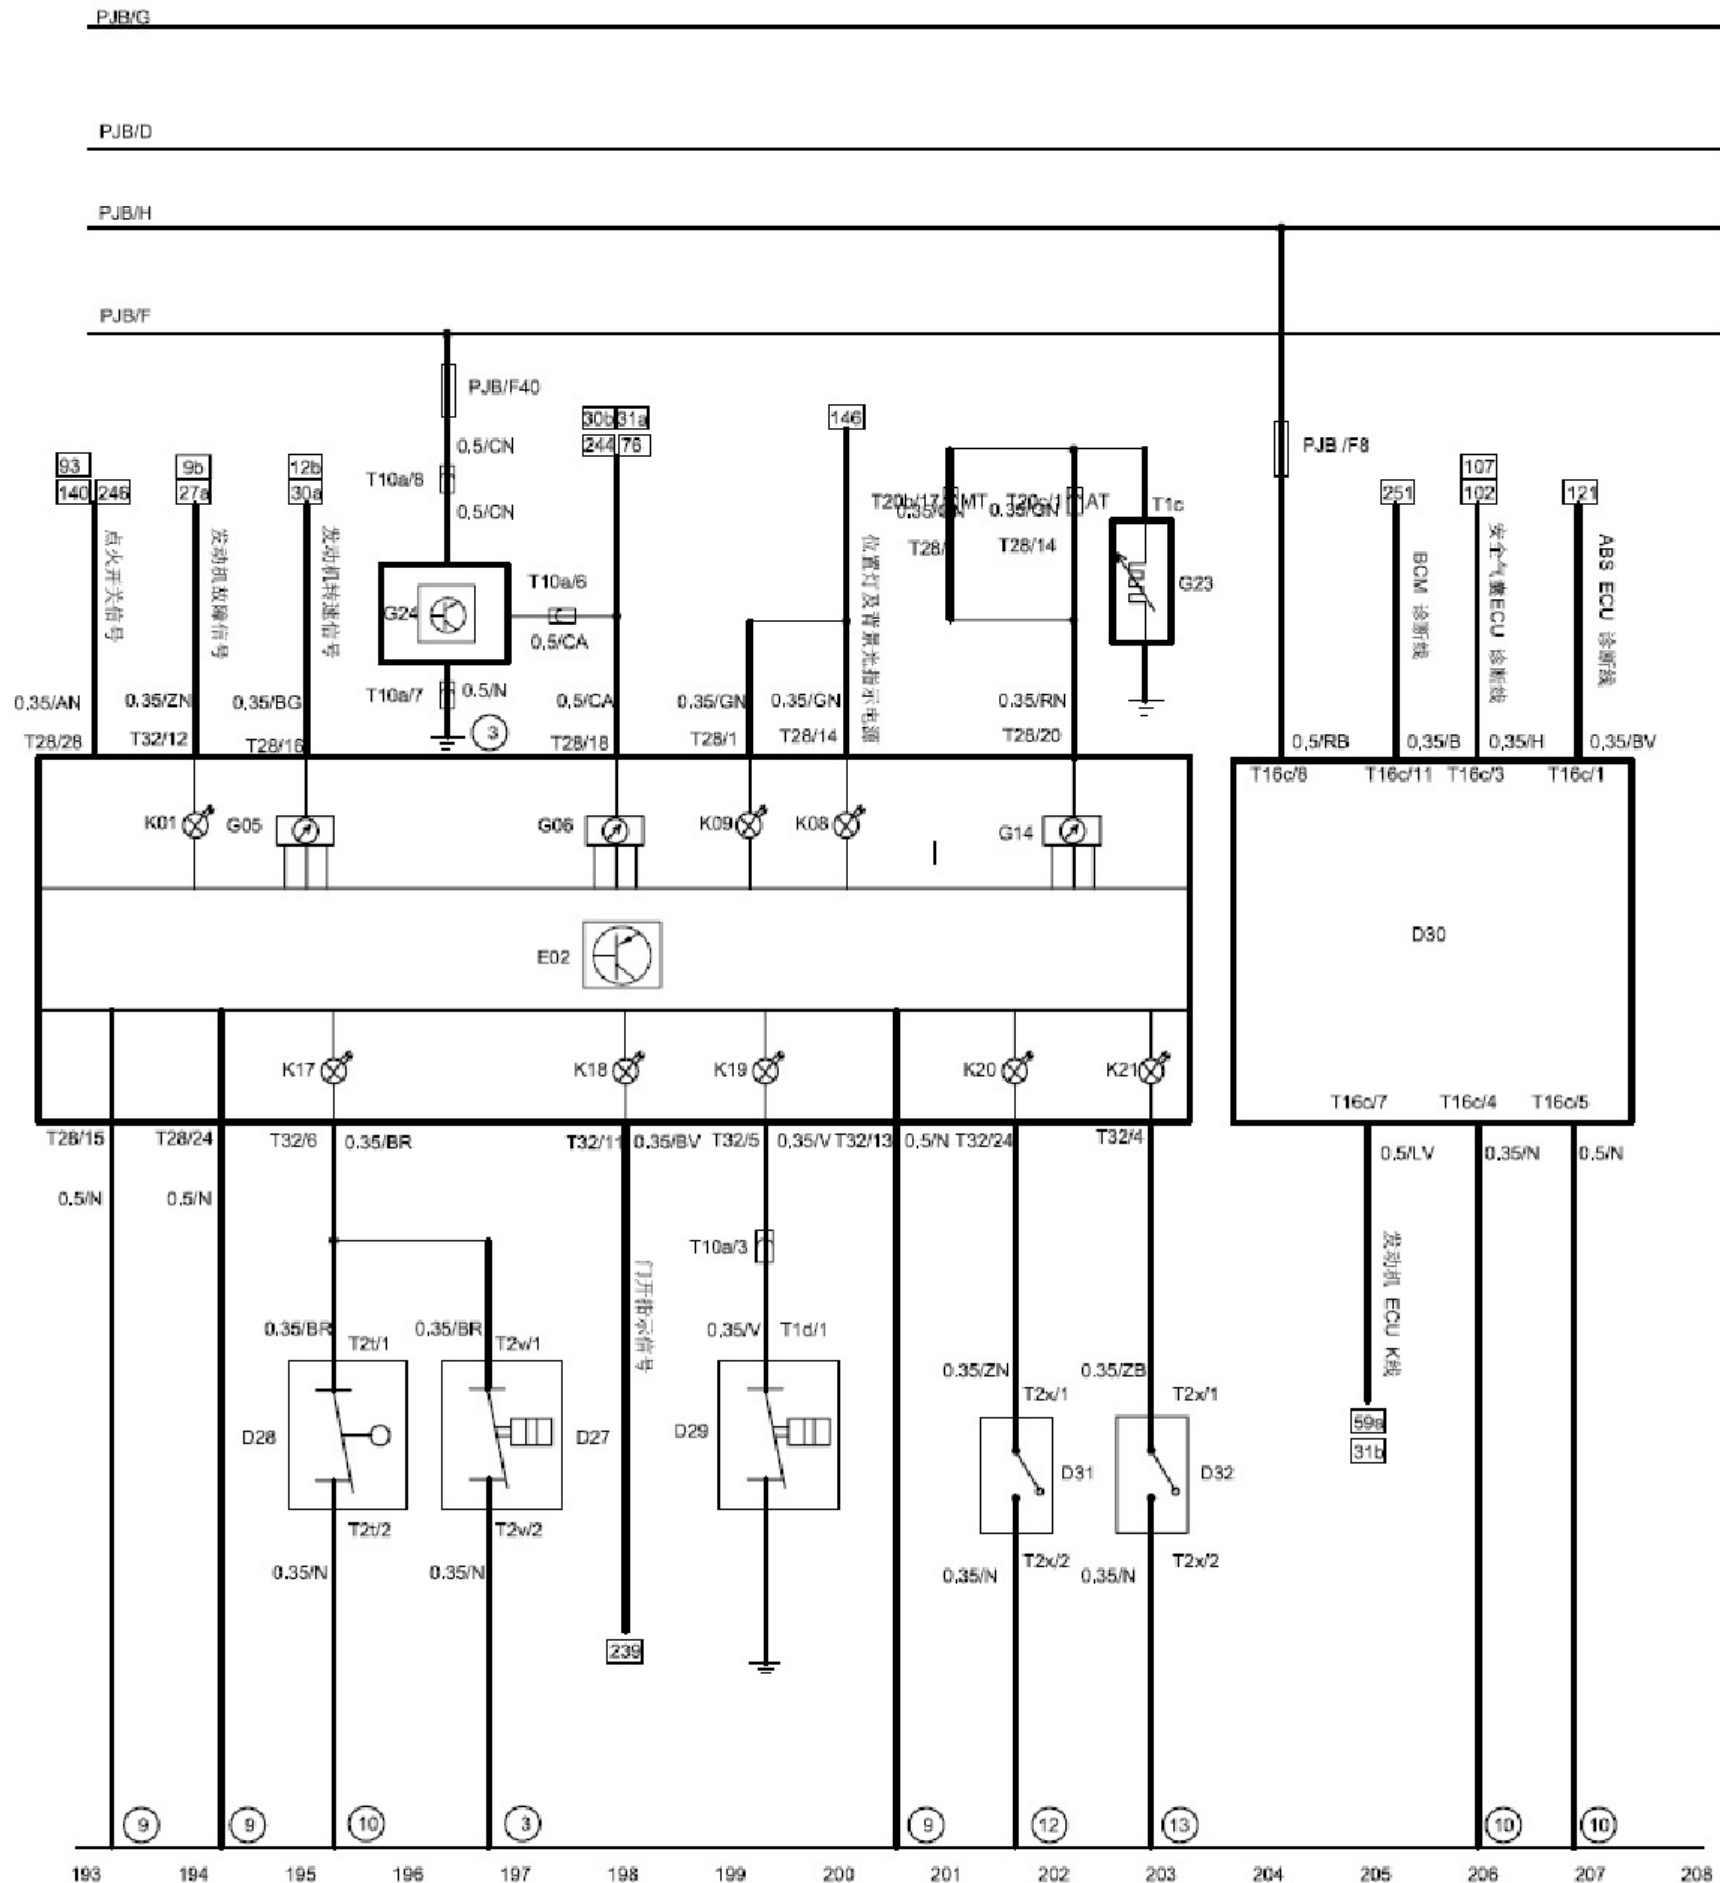 PJB/G
PJB/D
PJB/H
PJB/F
PJB/F40
30b 31a
146
0,5/CN
244 76
PJB/F8
93
9b
12b
107
T10a/8
140 246
27a
30a
251
102
121
T20b/17 MT
T20c/1 AT
T1c
0.35/GN
0.35/GN
0,5/CN
点火开关信号
发动机故障信号
发动机转速信号
位置灯及背景光指示电源
T28/
T28/14
BCM 诊断线
安全气囊ECU 诊断线
ABS ECU 诊断线
T10a/6
G23
G24
0,5/CA
0,35/AN
0.35/ZN
0,35/BG
T10a/7
0.5/N
0,5/CA
0,35/GN
0.35/GN
0.35/RN
T28/28
T32/12
T28/16
3
T28/18
T28/1
T28/14
T28/20
0,5/RB
0,35/B
0,35/H
0,35/BV
T16c/8
T16c/11
T16c/3
T16c/1
K01
G05
G06
K09
K08
G14
E02
D30
K17
K18
K19
K20
K21
T16c/7
T16c/4
T16c/5
T28/15
T28/24
T32/6
0.35/BR
T32/11
0.35/BV
T32/5
0,35/V
T32/13
0,5/N
T32/24
T32/4
0.5/LV
0.35/N
0.5/N
0.5/N
0.5/N
T10a/3
门开指示信号
发动机 ECU K线
0.35/BR
T2t/1
0.35/BR
T2v/1
0.35/V
T1d/1
0.35/ZN
T2x/1
0.35/ZB
T2x/1
59a
31b
D28
D27
D29
D31
D32
T2t/2
T2v/2
T2x/2
T2x/2
0.35/N
0.35/N
0,35/N
0,35/N
239
9
9
10
3
9
12
13
10
10
193 194 195 196 197 198 199 200 201 202 203 204 205 206 207 208